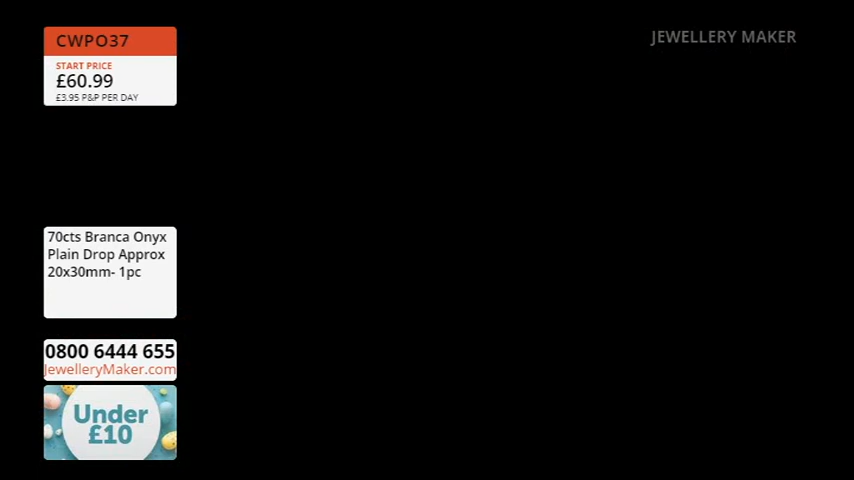 CWPO37
JEWELLERY MAKER
START PRICE
£60.99
£3.95 P&P PER DAY
70cts Branca Onyx
Plain Drop Approx
20x30mm- 1pc
0800 6444 655
JewelleryMaker.com
Under
£10